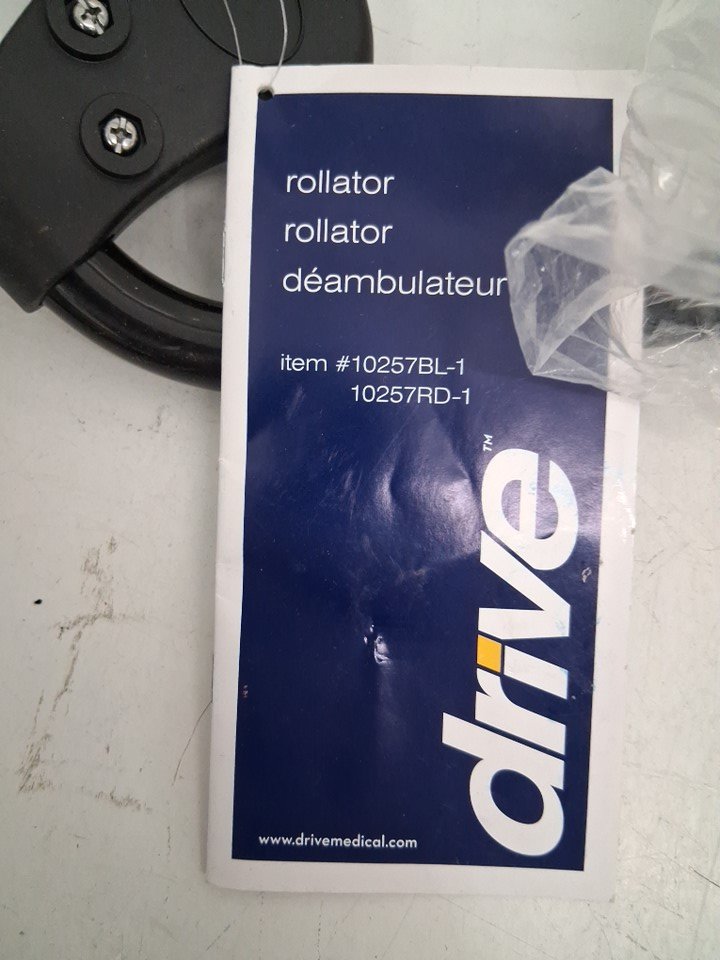 rollator
rollator
déambulateur
item #10257BL-1
10257RD-1
drive™
www.drivemedical.com